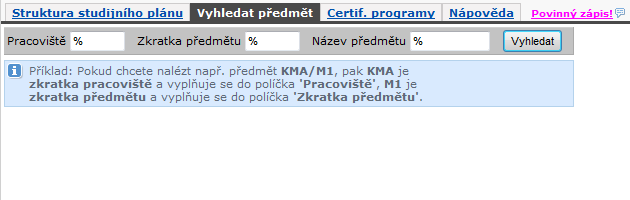 Struktura studijního plánu Vyhledat předmět Certif. programy Nápověda Povinný zápis!
Pracoviště % Zkratka předmětu % Název předmětu % Vyhledat
Příklad: Pokud chcete nalézt např. předmět KMA/M1, pak KMA je
zkratka pracoviště a vyplňuje se do políčka 'Pracoviště', M1 je
zkratka předmětu a vyplňuje se do políčka 'Zkratka předmětu'.